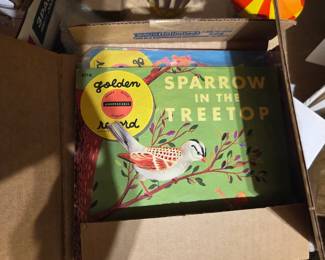 golden
record
SPARROW
IN THE
TREETOP